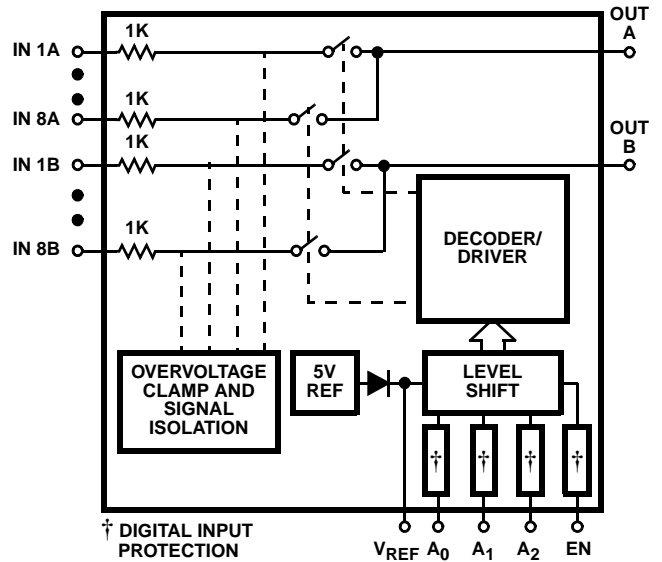 OUT
A
1K
IN 1A
1K
IN 8A
OUT
B
1K
IN 1B
1K
IN 8B
DECODER/
DRIVER
OVERVOLTAGE
CLAMP AND
SIGNAL
ISOLATION
5V
REF
LEVEL
SHIFT
† † † †
† DIGITAL INPUT
PROTECTION
VREF A0 A1 A2 EN